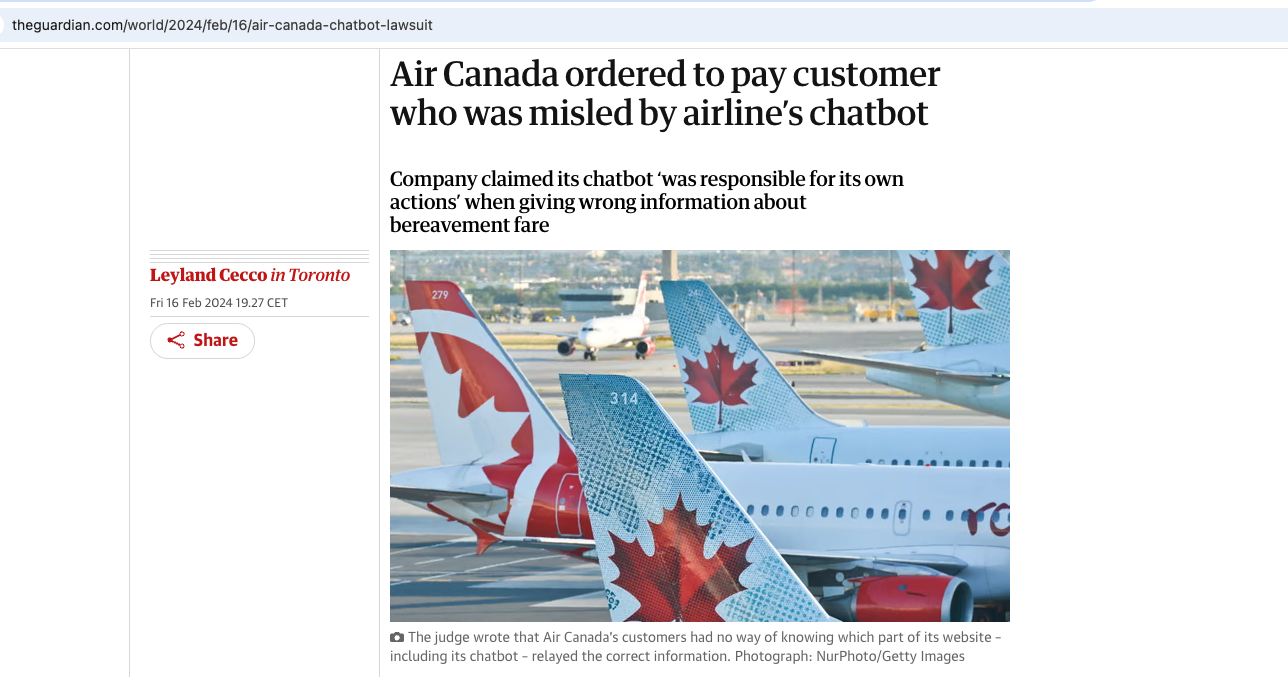 theguardian.com/world/2024/feb/16/air-canada-chatbot-lawsuit
Air Canada ordered to pay customer
who was misled by airline’s chatbot
Company claimed its chatbot ‘was responsible for its own
actions’ when giving wrong information about
bereavement fare
Leyland Cecco in Toronto
Fri 16 Feb 2024 19.27 CET
Share
279
314
The judge wrote that Air Canada’s customers had no way of knowing which part of its website –
including its chatbot – relayed the correct information. Photograph: NurPhoto/Getty Images